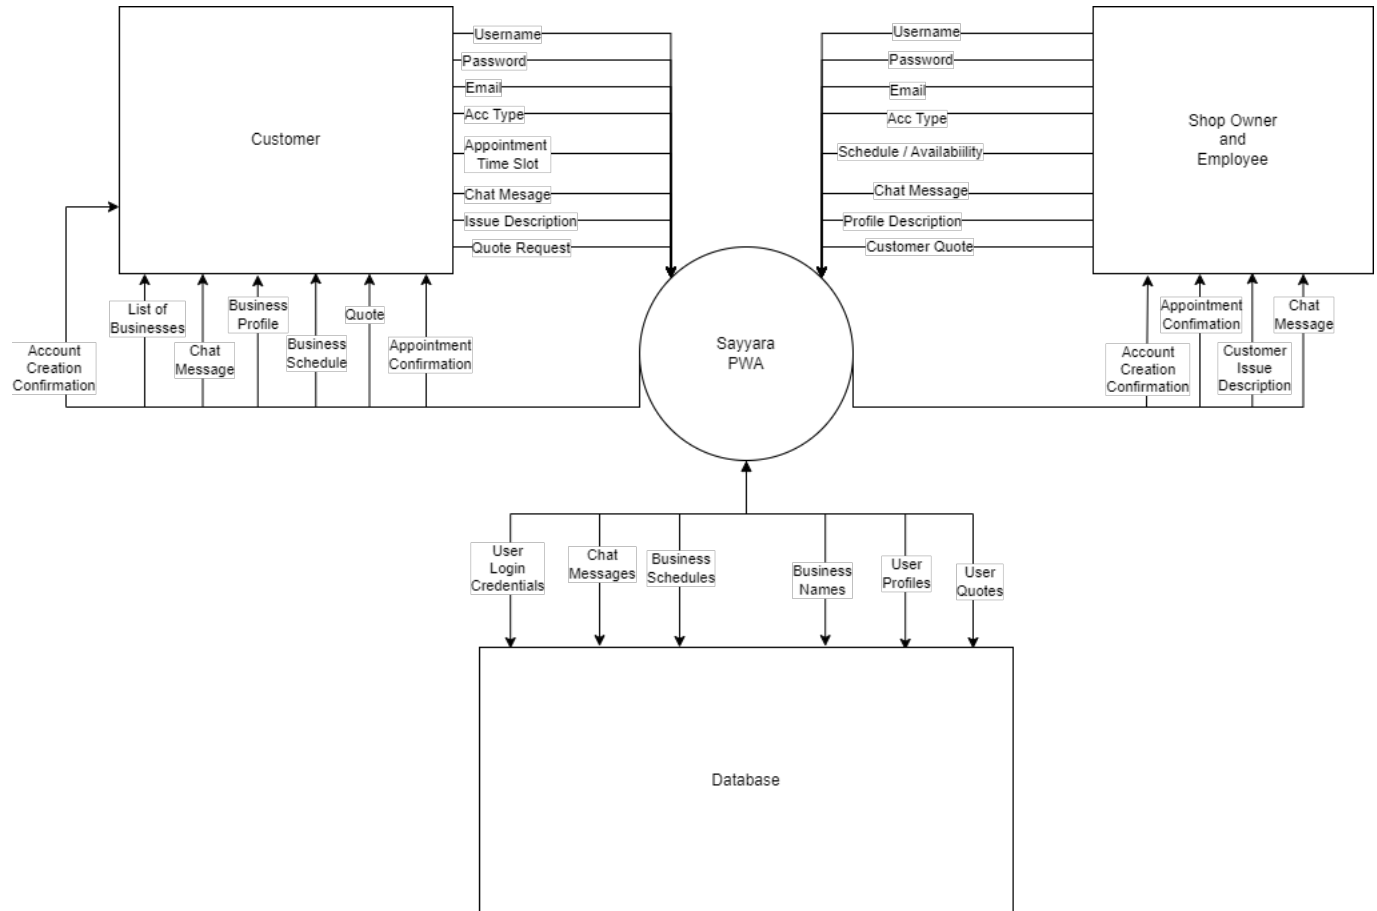 Customer
Username
Password
Email
Acc Type
Appointment
Time Slot
Chat Mesage
Issue Description
Quote Request
Username
Password
Email
Acc Type
Schedule / Availabiility
Chat Message
Profile Description
Customer Quote
Shop Owner
and
Employee
Account
Creation
Confirmation
List of
Businesses
Chat
Message
Business
Profile
Business
Schedule
Quote
Appointment
Confirmation
Sayyara
PWA
Account
Creation
Confirmation
Appointment
Confimation
Customer
Issue
Description
Chat
Message
User
Login
Credentials
Chat
Messages
Business
Schedules
Business
Names
User
Profiles
User
Quotes
Database